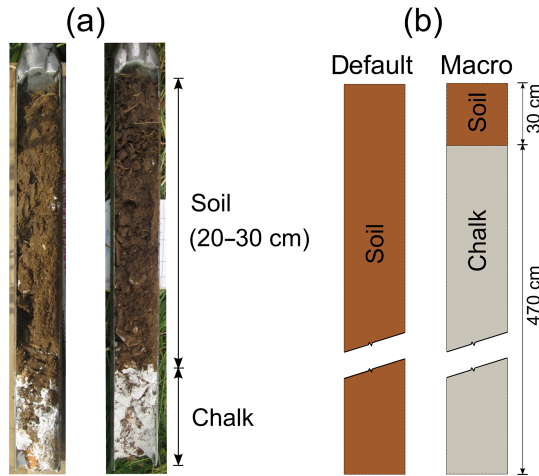 (a)
(b)
Default
Macro
Soil
(20–30 cm)
Chalk
Soil
Soil
Chalk
30 cm
470 cm